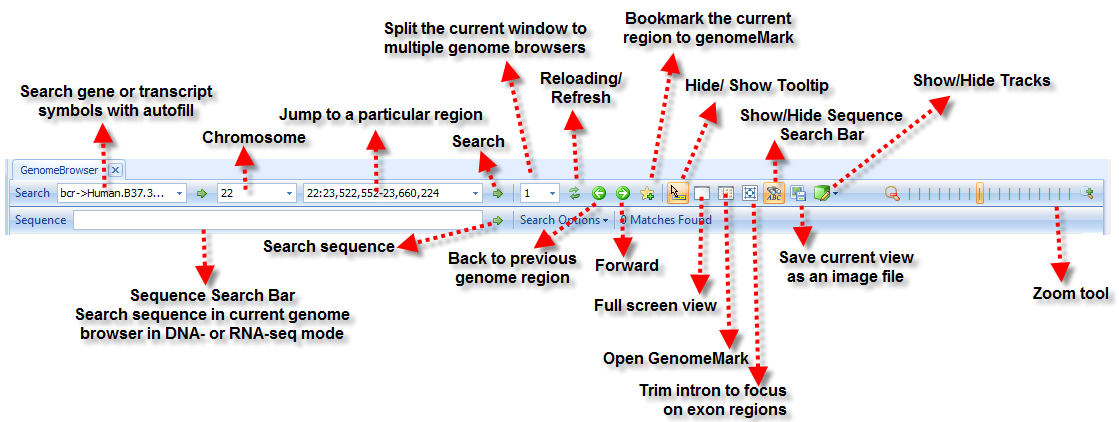 Bookmark the current
region to genomeMark
Split the current window to
multiple genome browsers
Reloading/
Refresh
Hide/ Show Tooltip
Show/Hide Tracks
Search gene or transcript
symbols with autofill
Chromosome
Jump to a particular region
Search
Show/Hide Sequence
Search Bar
GenomeBrowser
Search bcr->Human.B37.3... 22 22:23,522,552-23,660,224 1 ABC
Sequence Search Options 0 Matches Found
Search sequence
Back to previous
genome region
Forward
Save current view
as an image file
Sequence Search Bar
Search sequence in current genome
browser in DNA- or RNA-seq mode
Full screen view
Zoom tool
Open GenomeMark
Trim intron to focus
on exon regions